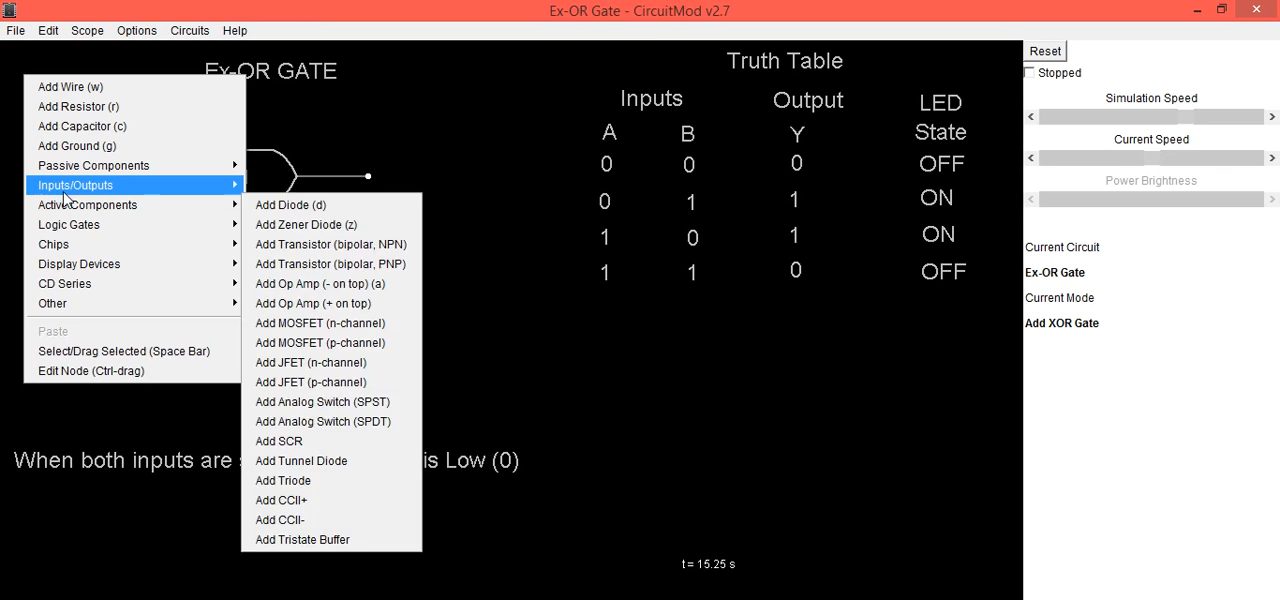 Ex-OR Gate - CircuitMod v2.7
File Edit Scope Options Circuits Help
Ex-OR GATE
Add Wire (w)
Add Resistor (r)
Add Capacitor (c)
Add Ground (g)
Passive Components
Inputs/Outputs
Active Components
Logic Gates
Chips
Display Devices
CD Series
Other
Paste
Select/Drag Selected (Space Bar)
Edit Node (Ctrl-drag)
Add Diode (d)
Add Zener Diode (z)
Add Transistor (bipolar, NPN)
Add Transistor (bipolar, PNP)
Add Op Amp (- on top) (a)
Add Op Amp (+ on top)
Add MOSFET (n-channel)
Add MOSFET (p-channel)
Add JFET (n-channel)
Add JFET (p-channel)
Add Analog Switch (SPST)
Add Analog Switch (SPDT)
Add SCR
Add Tunnel Diode
Add Triode
Add CCII+
Add CCII-
Add Tristate Buffer
When both inputs are is Low (0)
Truth Table
Inputs Output LED
A B Y State
0 0 0 OFF
0 1 1 ON
1 0 1 ON
1 1 0 OFF
t = 15.25 s
Reset
Stopped
Simulation Speed
Current Speed
Power Brightness
Current Circuit
Ex-OR Gate
Current Mode
Add XOR Gate